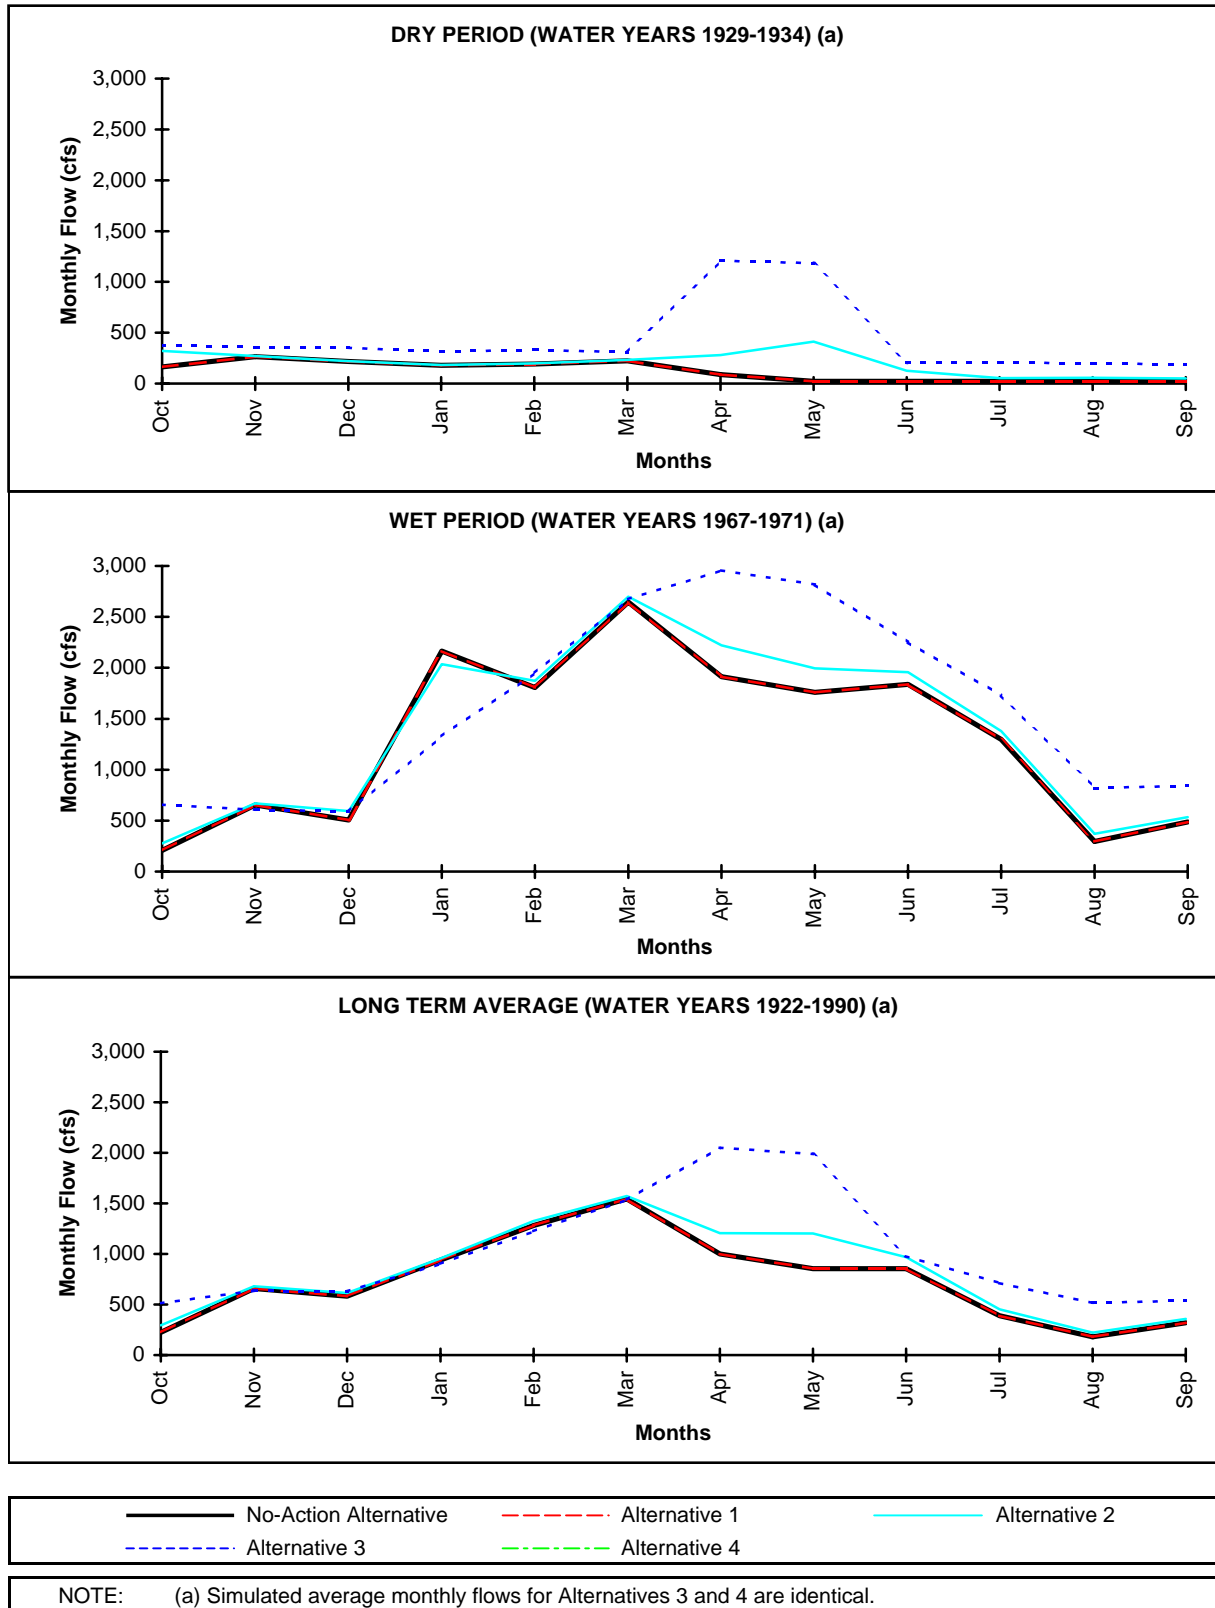 DRY PERIOD (WATER YEARS 1929-1934) (a)
3,000
2,500
2,000
1,500
1,000
500
0
Monthly Flow (cfs)
Oct
Nov
Dec
Jan
Feb
Mar
Apr
May
Jun
Jul
Aug
Sep
Months
WET PERIOD (WATER YEARS 1967-1971) (a)
3,000
2,500
2,000
1,500
1,000
500
0
Monthly Flow (cfs)
Oct
Nov
Dec
Jan
Feb
Mar
Apr
May
Jun
Jul
Aug
Sep
Months
LONG TERM AVERAGE (WATER YEARS 1922-1990) (a)
3,000
2,500
2,000
1,500
1,000
500
0
Monthly Flow (cfs)
Oct
Nov
Dec
Jan
Feb
Mar
Apr
May
Jun
Jul
Aug
Sep
Months
No-Action Alternative
Alternative 1
Alternative 2
Alternative 3
Alternative 4
NOTE: (a) Simulated average monthly flows for Alternatives 3 and 4 are identical.